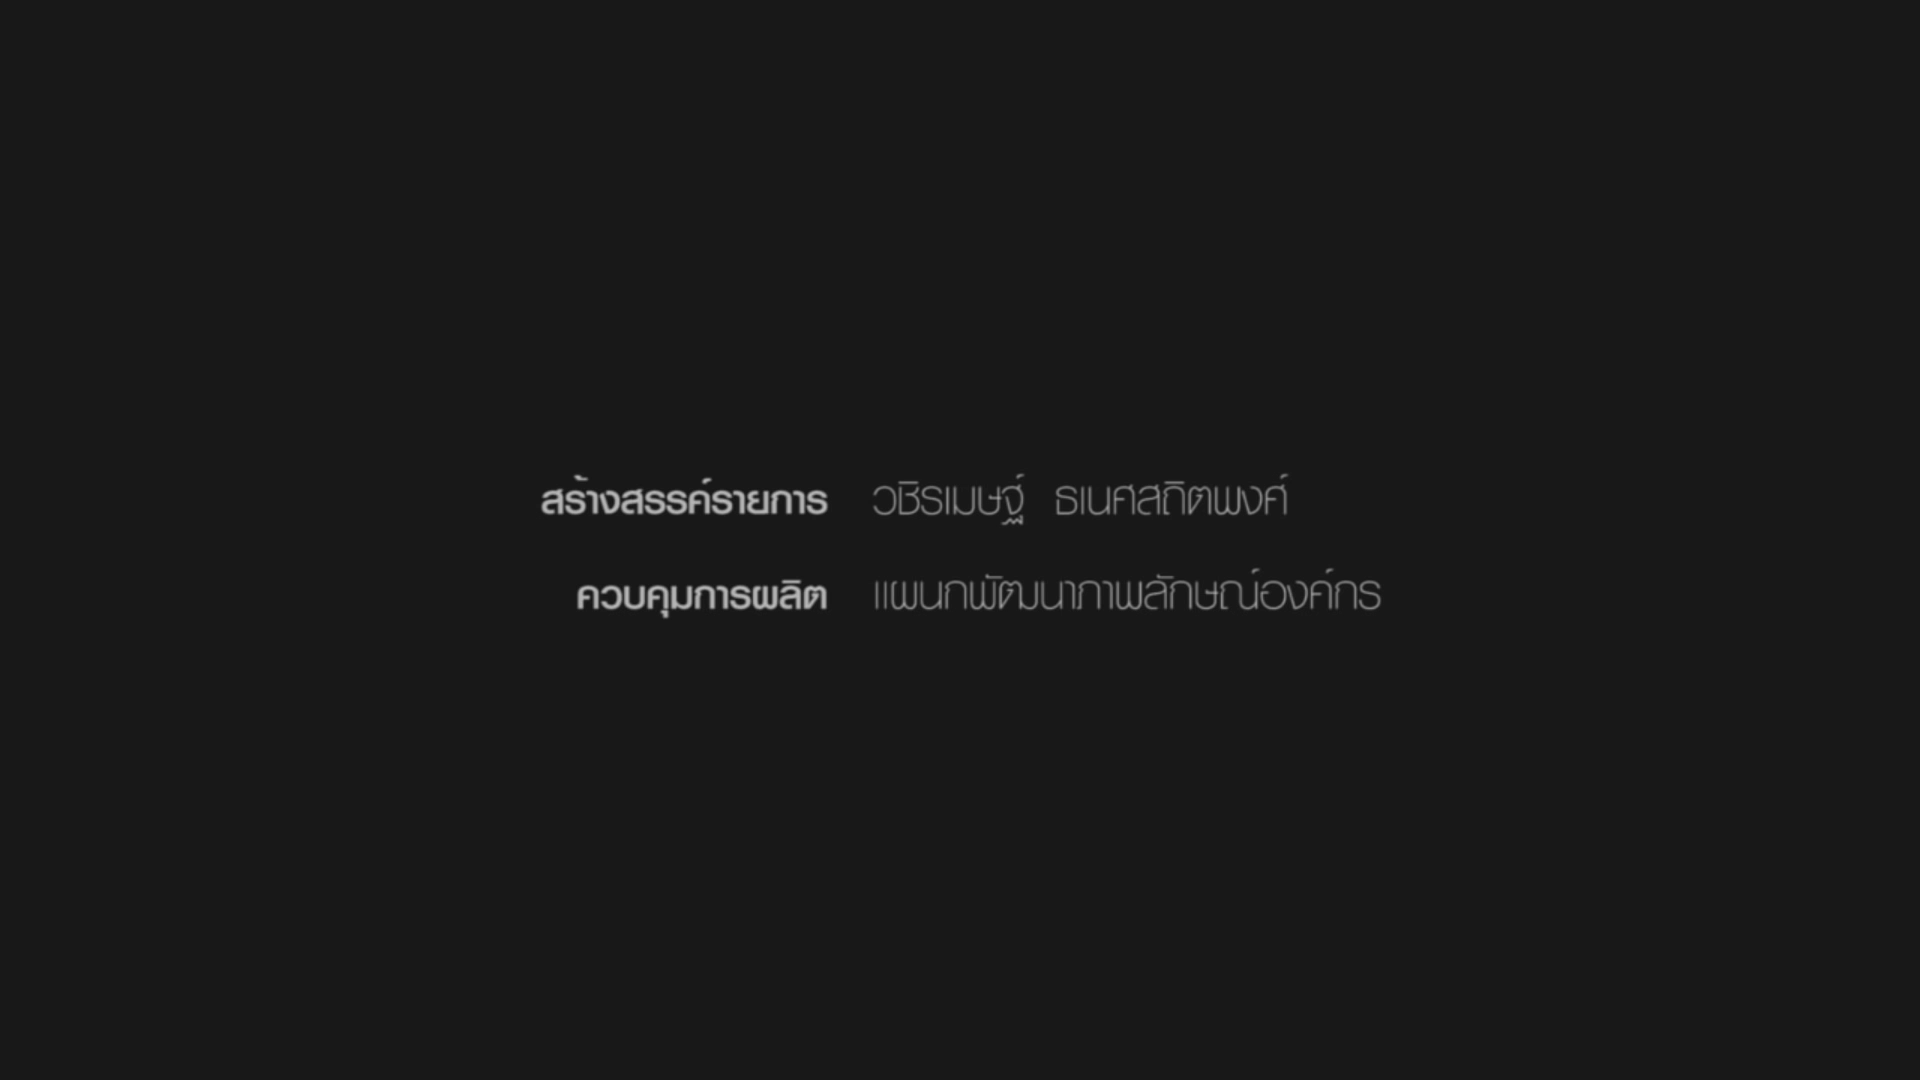 สร้างสรรค์รายการ วชิรเมษฐ์ ธเนศสถิตพงศ์
ควบคุมการผลิต แผนกพัฒนาภาพลักษณ์องค์กร